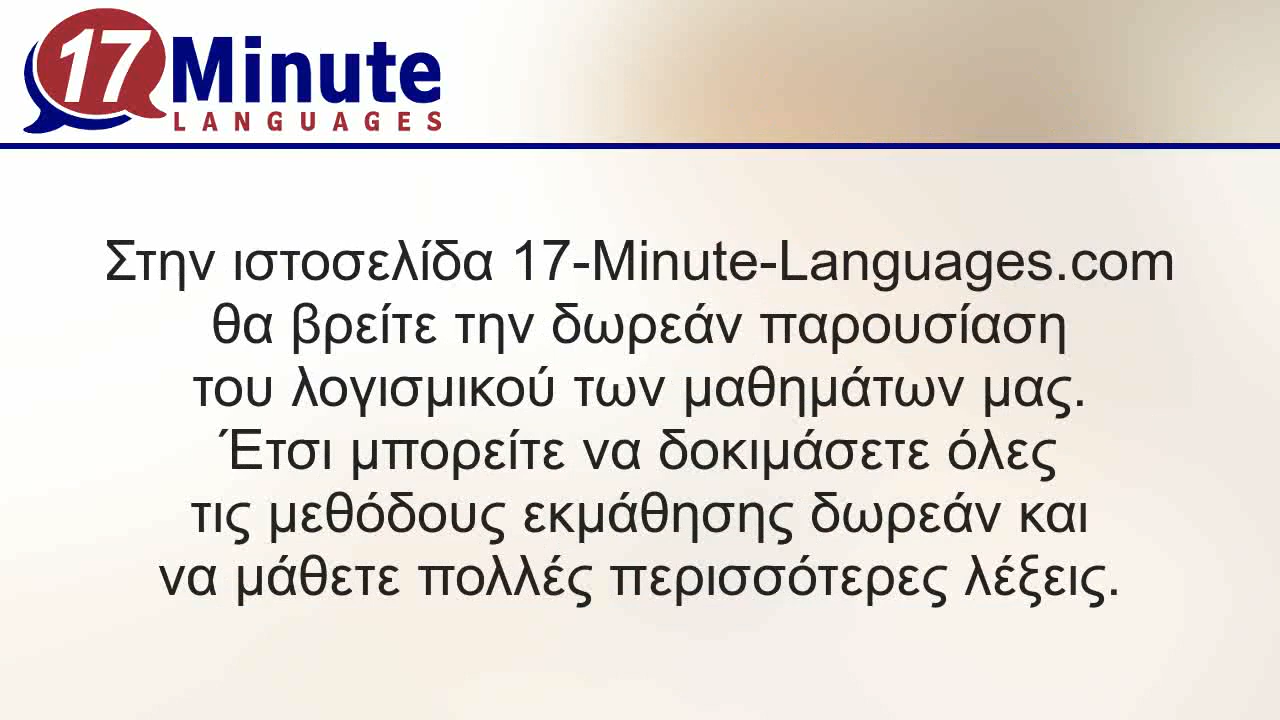 17 Minute
LANGUAGES
Στην ιστοσελίδα 17-Minute-Languages.com
θα βρείτε την δωρεάν παρουσίαση
του λογισμικού των μαθημάτων μας.
Έτσι μπορείτε να δοκιμάσετε όλες
τις μεθόδους εκμάθησης δωρεάν και
να μάθετε πολλές περισσότερες λέξεις.